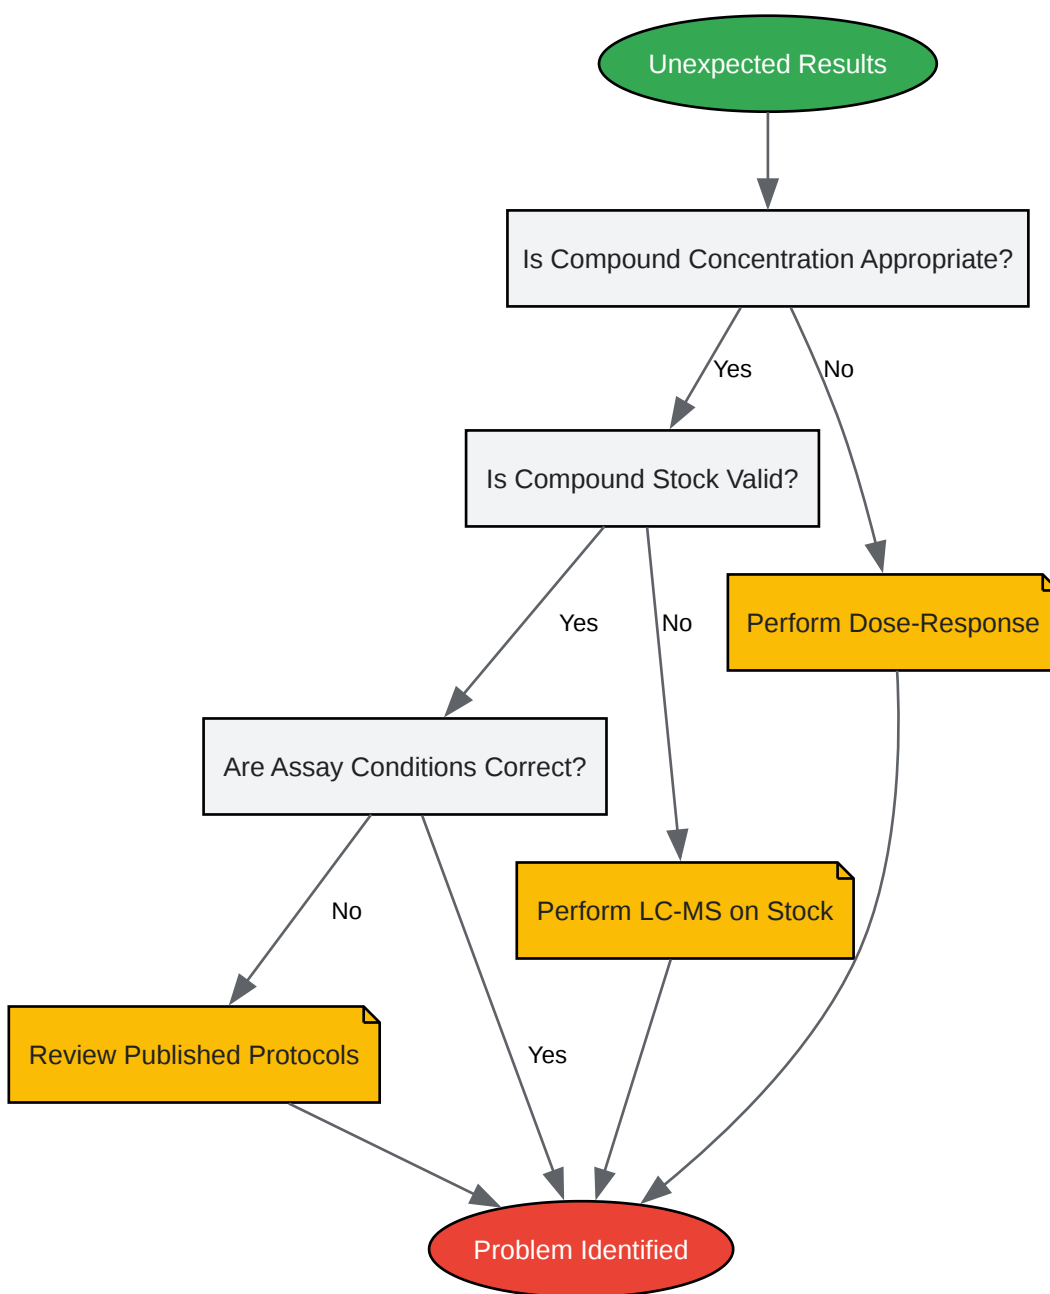 Unexpected Results
Is Compound Concentration Appropriate?
Yes
No
Is Compound Stock Valid?
Yes
No
Perform Dose-Response
Are Assay Conditions Correct?
No
Perform LC-MS on Stock
Review Published Protocols
Yes
Problem Identified